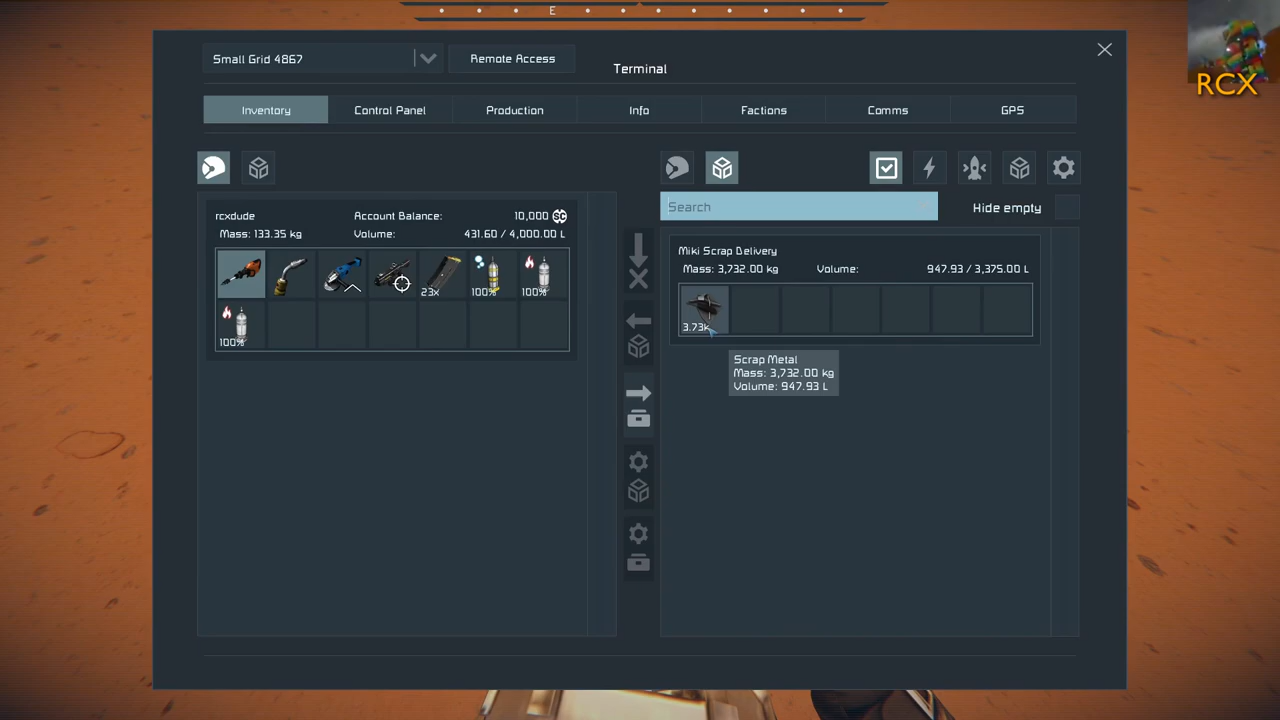 E
RCX
Small Grid 4867
Remote Access
Terminal
Inventory
Control Panel
Production
Info
Factions
Comms
GPS
rcxdude
Account Balance:
10,000 SC
Mass: 133.35 kg
Volume:
431.60 / 4,000.00 L
23x
100%
100%
100%
Search
Hide empty
Miki Scrap Delivery
Mass: 3,732.00 kg
Volume:
947.93 / 3,375.00 L
3.73k
Scrap Metal
Mass: 3,732.00 kg
Volume: 947.93 L